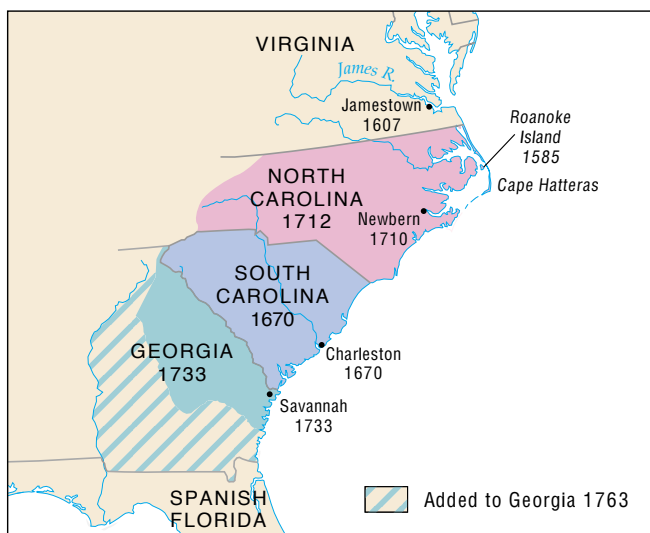 VIRGINIA
James R.
Jamestown
1607
Roanoke
Island
1585
Cape Hatteras
NORTH
CAROLINA
1712
Newbern
1710
SOUTH
CAROLINA
1670
GEORGIA
1733
Charleston
1670
Savannah
1733
SPANISH
FLORIDA
Added to Georgia 1763